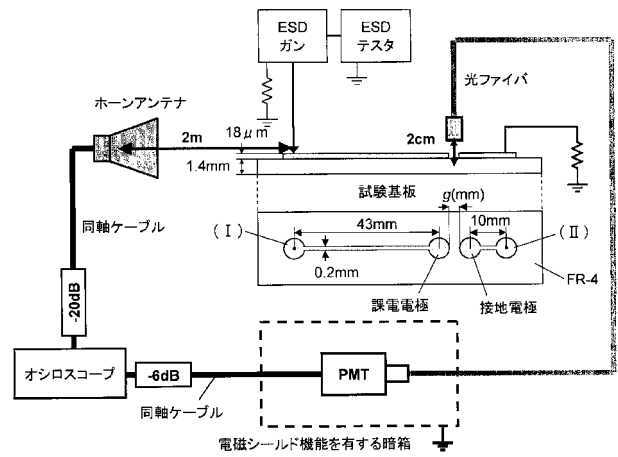 ESD
ガン
ESD
テスタ
光ファイバ
ホーンアンテナ
2m
18μm
2cm
1.4mm
試験基板
g(mm)
同軸ケーブル
(Ⅰ)
43mm
10mm
(Ⅱ)
0.2mm
課電電極
接地電極
FR-4
-20dB
オシロスコープ
-6dB
PMT
同軸ケーブル
電磁シールド機能を有する暗箱